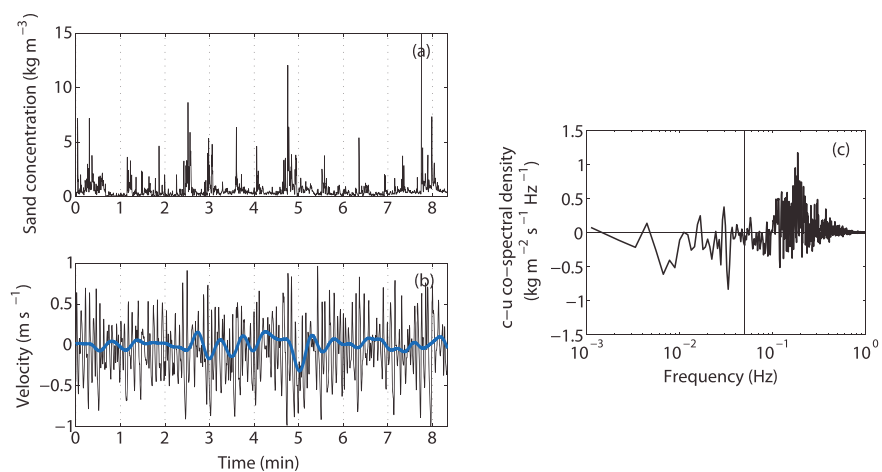 Sand concentration (kg m⁻³)
15
10
5
0
(a)
0 1 2 3 4 5 6 7 8
Velocity (m s⁻¹)
1
0.5
0
−0.5
−1
(b)
0 1 2 3 4 5 6 7 8
Time (min)
c−u co−spectral density
(kg m⁻² s⁻¹ Hz⁻¹)
1.5
1
0.5
0
−0.5
−1
−1.5
(c)
10⁻³ 10⁻² 10⁻¹ 10⁰
Frequency (Hz)